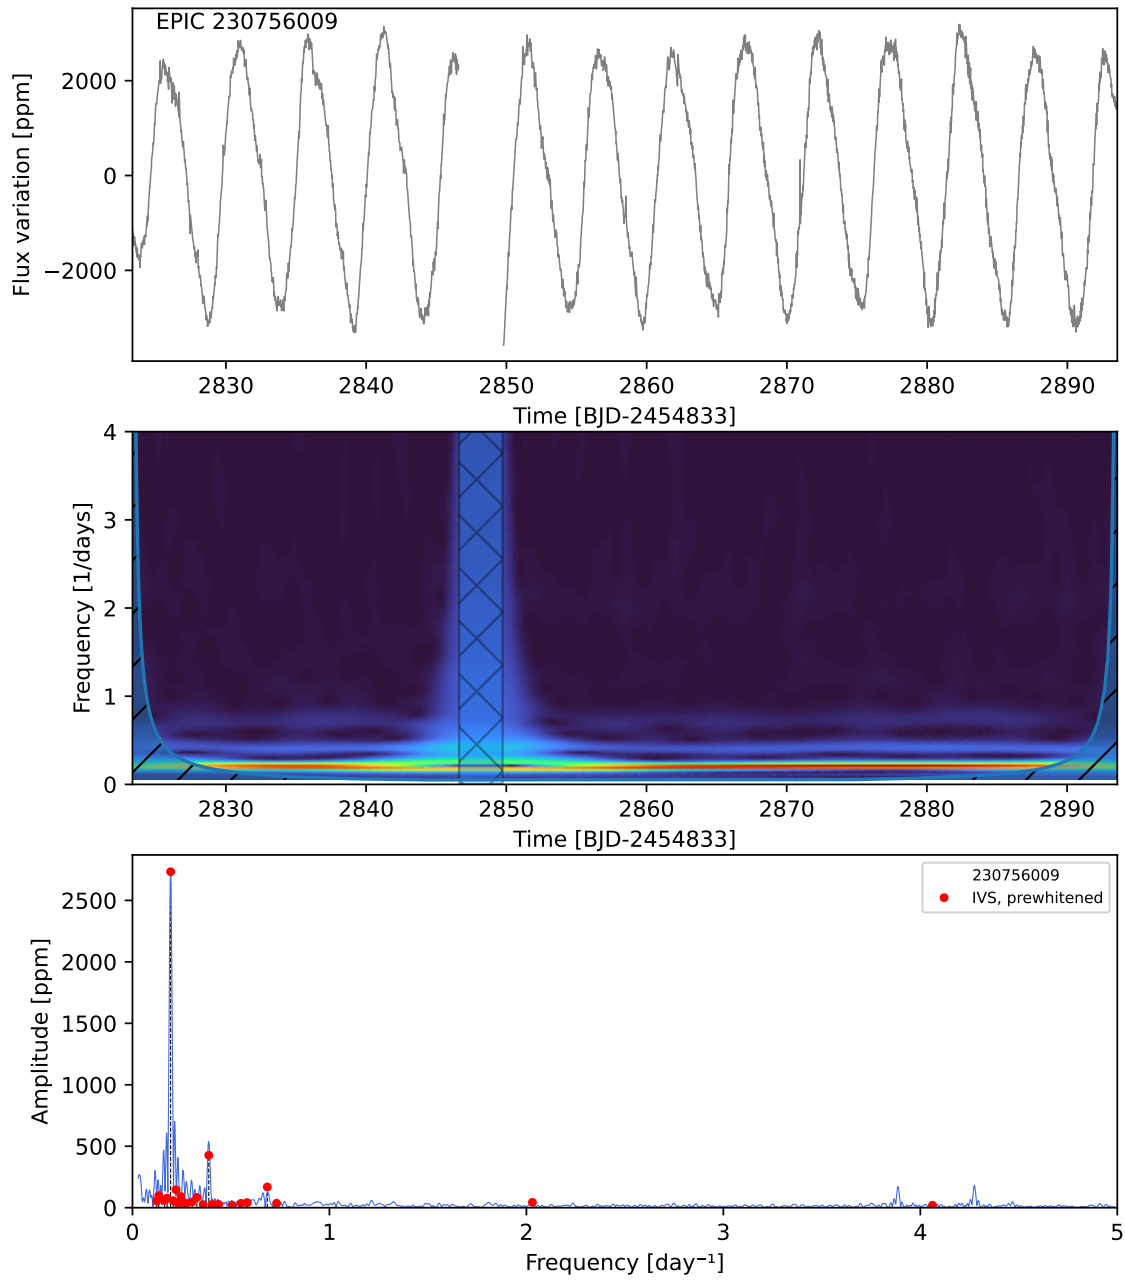 EPIC 230756009
Flux variation [ppm]
2000
0
−2000
2830 2840 2850 2860 2870 2880 2890
Time [BJD-2454833]
Frequency [1/days]
4
3
2
1
0
2830 2840 2850 2860 2870 2880 2890
Time [BJD-2454833]
Amplitude [ppm]
2500
2000
1500
1000
500
0
230756009
IVS, prewhitened
0 1 2 3 4 5
Frequency [day⁻¹]